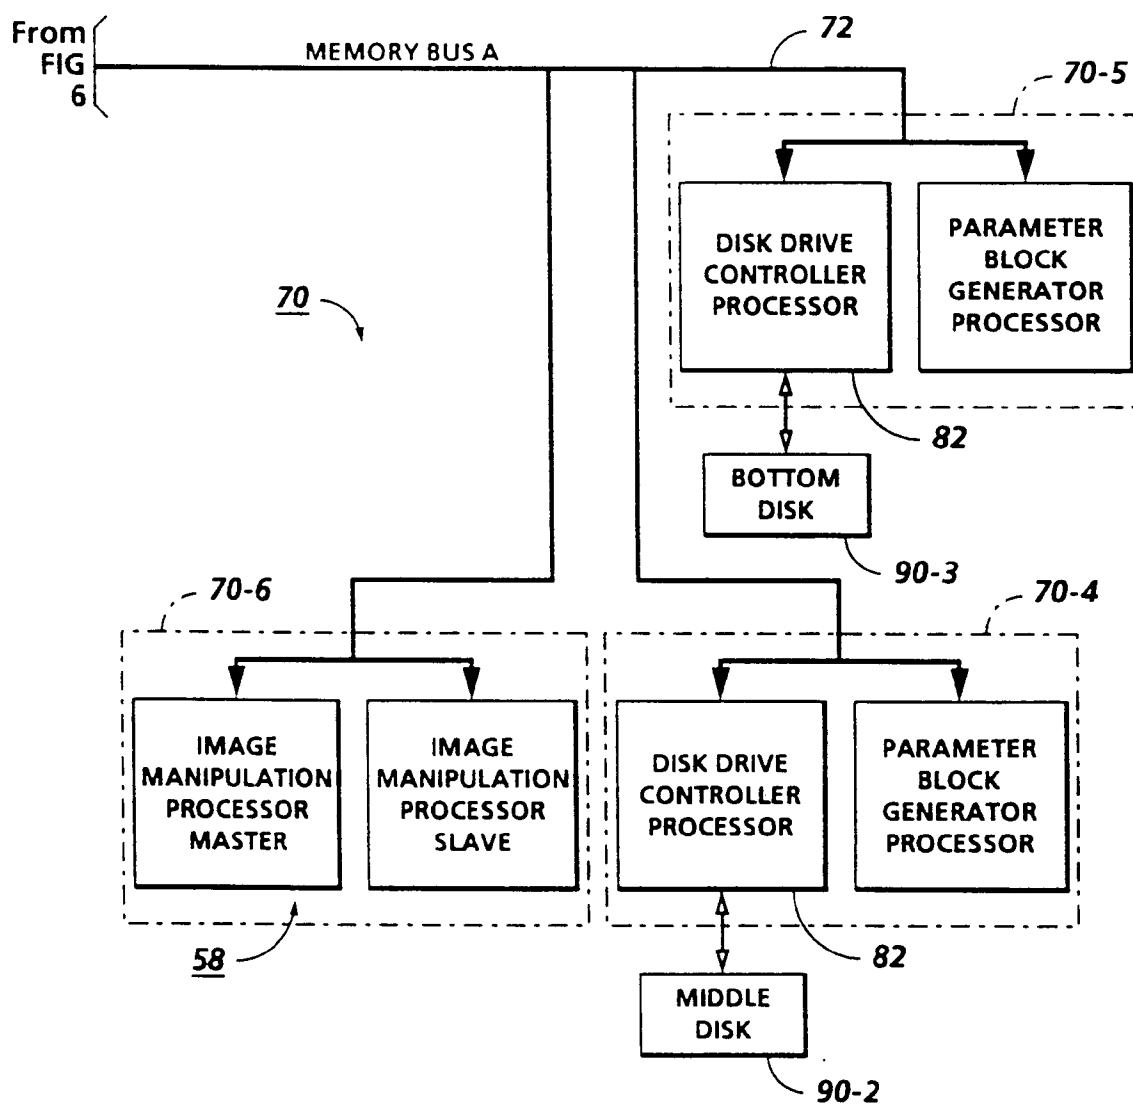 From
FIG
6
MEMORY BUS A
72
70-5
DISK DRIVE
CONTROLLER
PROCESSOR
PARAMETER
BLOCK
GENERATOR
PROCESSOR
70
82
BOTTOM
DISK
90-3
70-6
70-4
IMAGE
MANIPULATION
PROCESSOR
MASTER
IMAGE
MANIPULATION
PROCESSOR
SLAVE
DISK DRIVE
CONTROLLER
PROCESSOR
PARAMETER
BLOCK
GENERATOR
PROCESSOR
58
82
MIDDLE
DISK
90-2